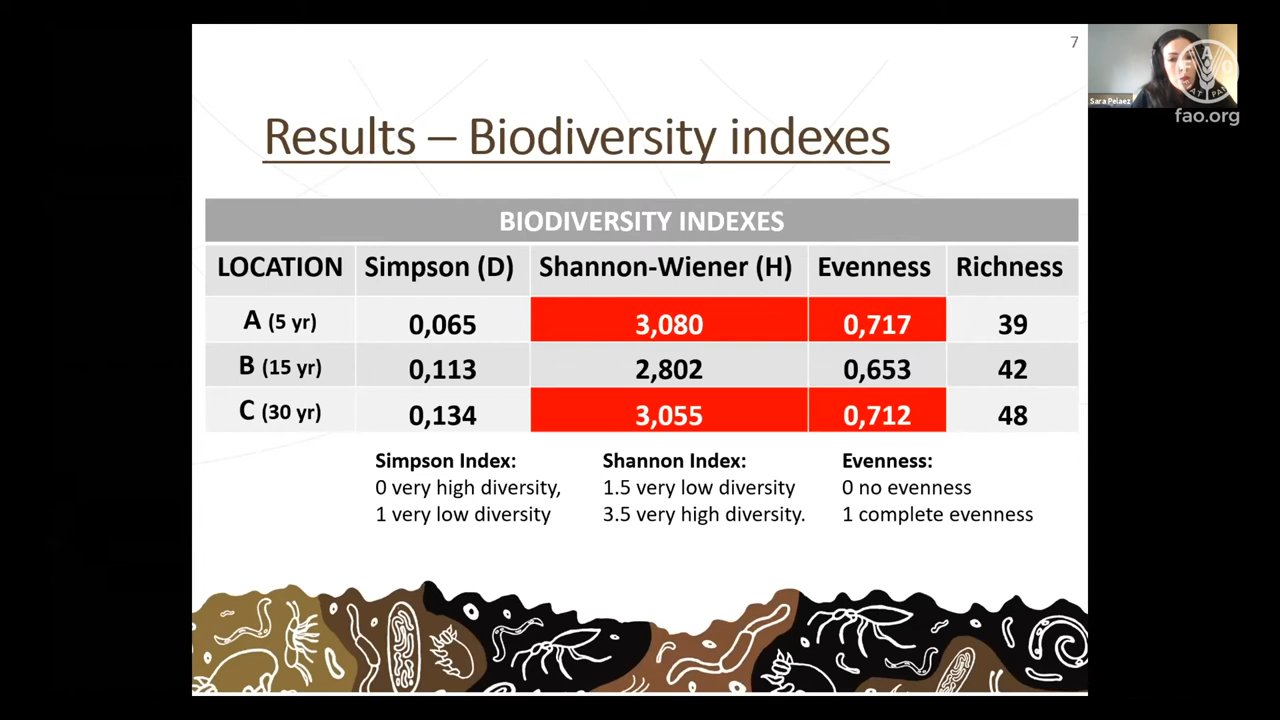 7
Sara Pelaez
fao.org
Results – Biodiversity indexes
BIODIVERSITY INDEXES
LOCATION Simpson (D) Shannon-Wiener (H) Evenness Richness
A (5 yr) 0,065 3,080 0,717 39
B (15 yr) 0,113 2,802 0,653 42
C (30 yr) 0,134 3,055 0,712 48
Simpson Index: Shannon Index: Evenness:
0 very high diversity, 1.5 very low diversity 0 no evenness
1 very low diversity 3.5 very high diversity. 1 complete evenness